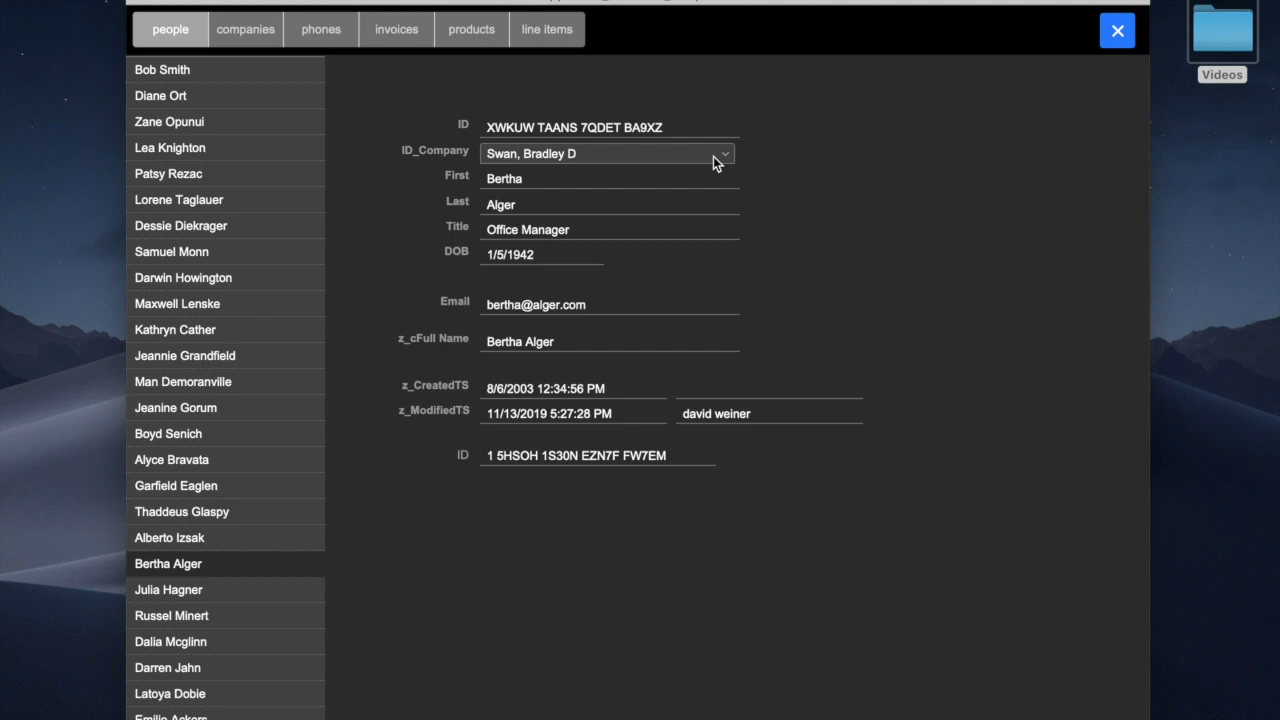 people companies phones invoices products line items
Videos
Bob Smith
Diane Ort
Zane Opunui
Lea Knighton
Patsy Rezac
Lorene Taglauer
Dessie Diekrager
Samuel Monn
Darwin Howington
Maxwell Lenske
Kathryn Cather
Jeannie Grandfield
Man Demoranville
Jeanine Gorum
Boyd Senich
Alyce Bravata
Garfield Eaglen
Thaddeus Glaspy
Alberto Izsak
Bertha Alger
Julia Hagner
Russel Minert
Dalia Mcglinn
Darren Jahn
Latoya Dobie
Emilio Ackers
ID XWKUW TAANS 7QDET BA9XZ
ID_Company Swan, Bradley D
First Bertha
Last Alger
Title Office Manager
DOB 1/5/1942
Email bertha@alger.com
z_cFull Name Bertha Alger
z_CreatedTS 8/6/2003 12:34:56 PM
z_ModifiedTS 11/13/2019 5:27:28 PM david weiner
ID 1 5HSOH 1S30N EZN7F FW7EM